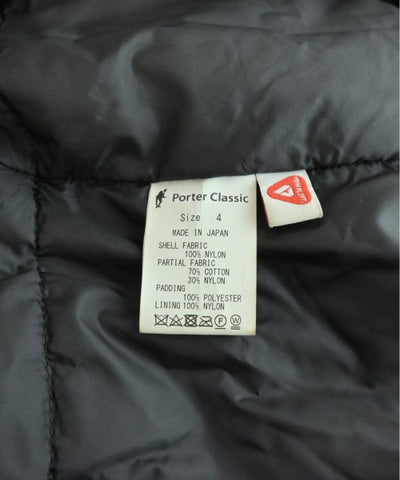 Porter Classic
Size 4
MADE IN JAPAN
SHELL FABRIC
100% NYLON
PARTIAL FABRIC
70% COTTON
30% NYLON
PADDING
100% POLYESTER
LINING 100% NYLON
F W
PRIMALOFT